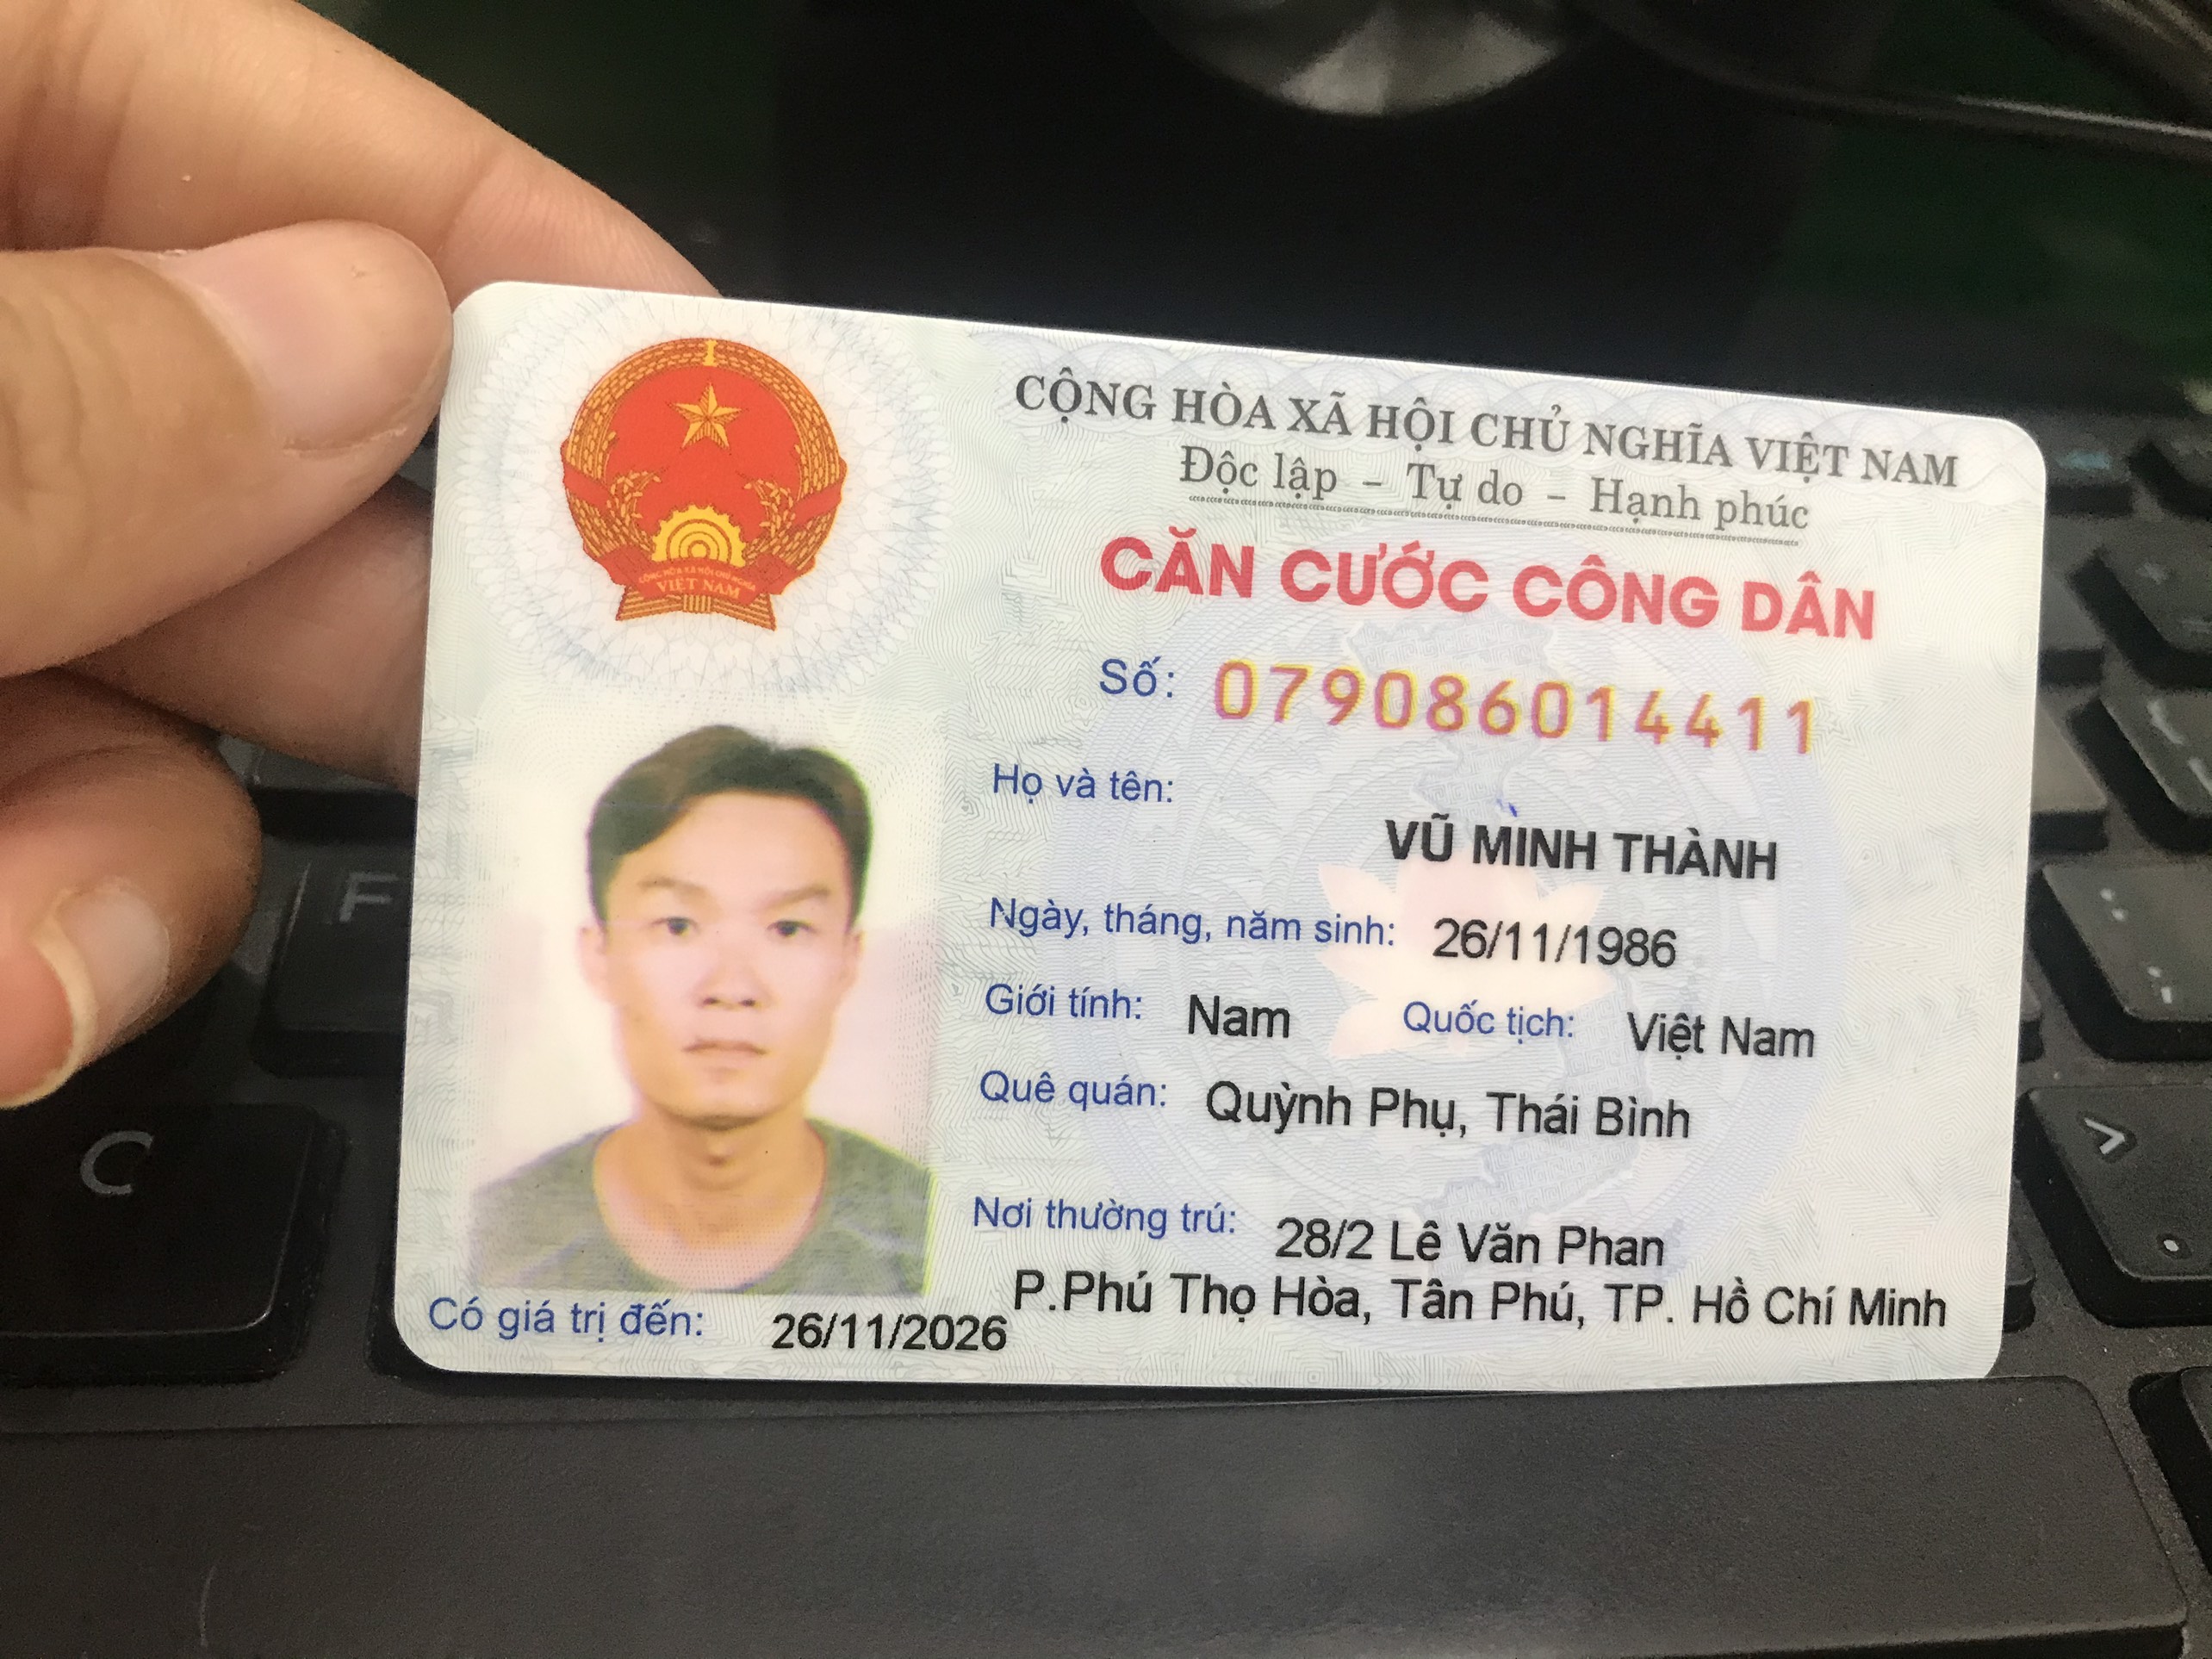 CỘNG HÒA XÃ HỘI CHỦ NGHĨA VIỆT NAM
Độc lập – Tự do – Hạnh phúc
CĂN CƯỚC CÔNG DÂN
Số: 079086014411
Họ và tên:
VŨ MINH THÀNH
Ngày, tháng, năm sinh: 26/11/1986
Giới tính: Nam Quốc tịch: Việt Nam
Quê quán: Quỳnh Phụ, Thái Bình
Nơi thường trú: 28/2 Lê Văn Phan
P.Phú Thọ Hòa, Tân Phú, TP. Hồ Chí Minh
Có giá trị đến: 26/11/2026
CỘNG HÒA XÃ HỘI CHỦ NGHĨA
VIỆT NAM
F
C
>
.